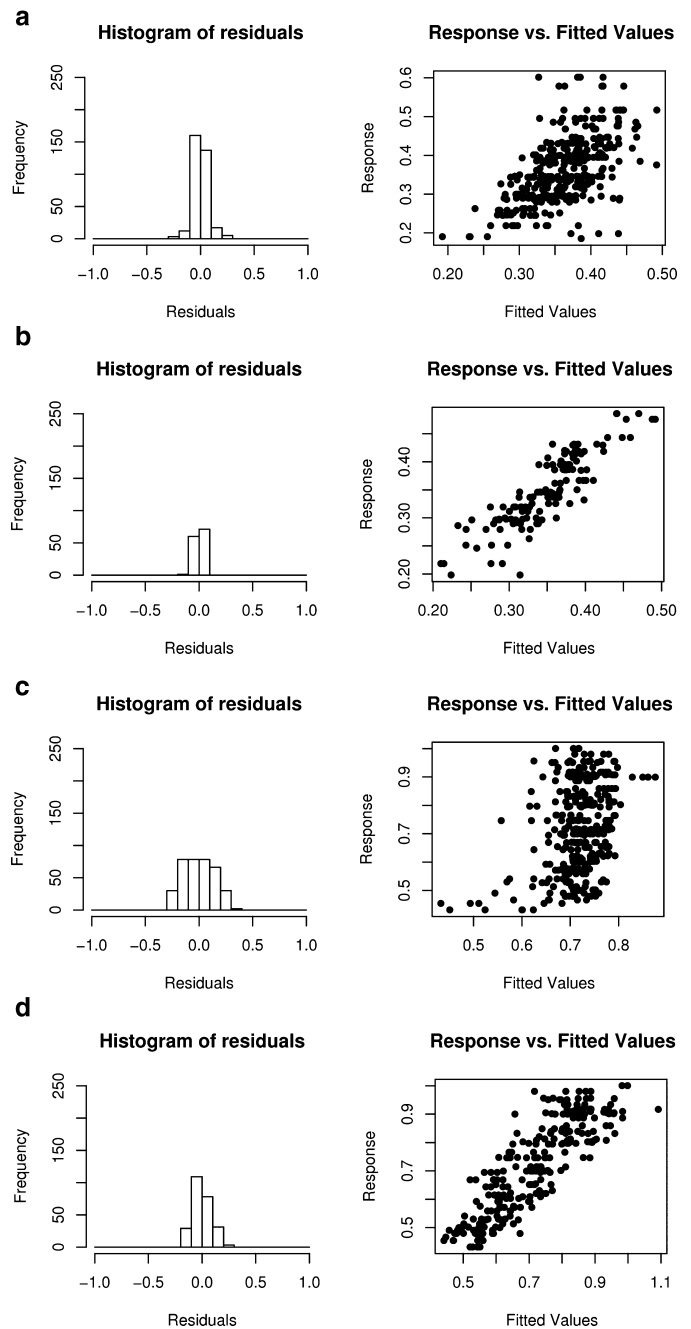 a
Histogram of residuals Response vs. Fitted Values
Frequency
250
150
50
0
−1.0 −0.5 0.0 0.5 1.0
Residuals
Response
0.6
0.5
0.4
0.3
0.2
0.20 0.30 0.40 0.50
Fitted Values
b
Histogram of residuals Response vs. Fitted Values
Frequency
250
150
50
0
−1.0 −0.5 0.0 0.5 1.0
Residuals
Response
0.40
0.30
0.20
0.20 0.30 0.40 0.50
Fitted Values
c
Histogram of residuals Response vs. Fitted Values
Frequency
250
150
50
0
−1.0 −0.5 0.0 0.5 1.0
Residuals
Response
0.9
0.7
0.5
0.5 0.6 0.7 0.8
Fitted Values
d
Histogram of residuals Response vs. Fitted Values
Frequency
250
150
50
0
−1.0 −0.5 0.0 0.5 1.0
Residuals
Response
0.9
0.7
0.5
0.5 0.7 0.9 1.1
Fitted Values